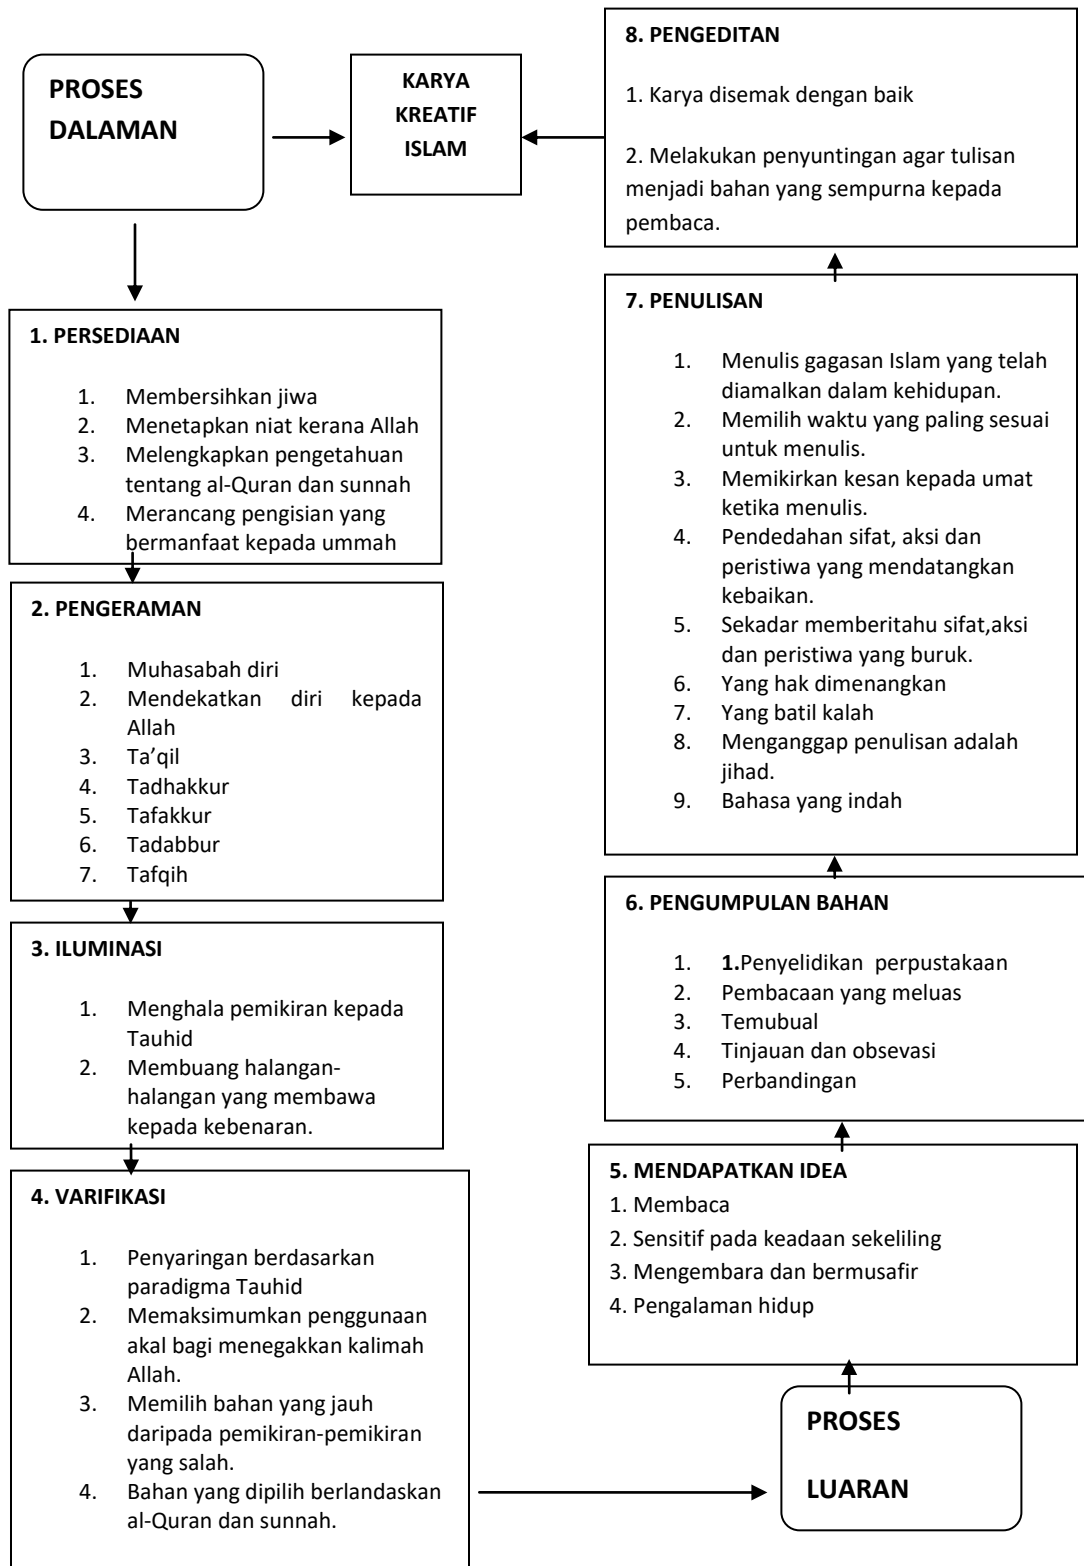 PROSES
DALAMAN
KARYA
KREATIF
ISLAM
1. PERSEDIAAN
1. Membersihkan jiwa
2. Menetapkan niat kerana Allah
3. Melengkapkan pengetahuan
tentang al-Quran dan sunnah
4. Merancang pengisian yang
bermanfaat kepada ummah
2. PENGERAMAN
1. Muhasabah diri
2. Mendekatkan diri kepada
Allah
3. Ta’qil
4. Tadhakkur
5. Tafakkur
6. Tadabbur
7. Tafqih
3. ILUMINASI
1. Menghala pemikiran kepada
Tauhid
2. Membuang halangan-
halangan yang membawa
kepada kebenaran.
4. VARIFIKASI
1. Penyaringan berdasarkan
paradigma Tauhid
2. Memaksimumkan penggunaan
akal bagi menegakkan kalimah
Allah.
3. Memilih bahan yang jauh
daripada pemikiran-pemikiran
yang salah.
4. Bahan yang dipilih berlandaskan
al-Quran dan sunnah.
PROSES
LUARAN
5. MENDAPATKAN IDEA
1. Membaca
2. Sensitif pada keadaan sekeliling
3. Mengembara dan bermusafir
4. Pengalaman hidup
6. PENGUMPULAN BAHAN
1. 1.Penyelidikan perpustakaan
2. Pembacaan yang meluas
3. Temubual
4. Tinjauan dan obsevasi
5. Perbandingan
7. PENULISAN
1. Menulis gagasan Islam yang telah
diamalkan dalam kehidupan.
2. Memilih waktu yang paling sesuai
untuk menulis.
3. Memikirkan kesan kepada umat
ketika menulis.
4. Pendedahan sifat, aksi dan
peristiwa yang mendatangkan
kebaikan.
5. Sekadar memberitahu sifat,aksi
dan peristiwa yang buruk.
6. Yang hak dimenangkan
7. Yang batil kalah
8. Menganggap penulisan adalah
jihad.
9. Bahasa yang indah
8. PENGEDITAN
1. Karya disemak dengan baik
2. Melakukan penyuntingan agar tulisan
menjadi bahan yang sempurna kepada
pembaca.